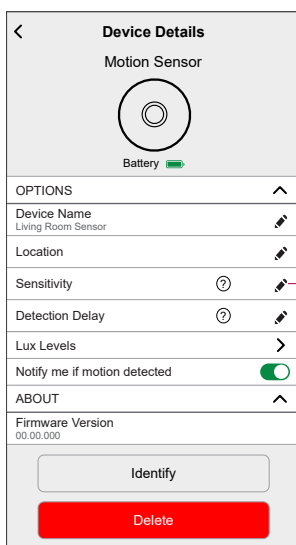 Device Details
Motion Sensor
Battery
OPTIONS
Device Name
Living Room Sensor
Location
Sensitivity ?
Detection Delay ?
Lux Levels
Notify me if motion detected
ABOUT
Firmware Version
00.00.000
Identify
Delete